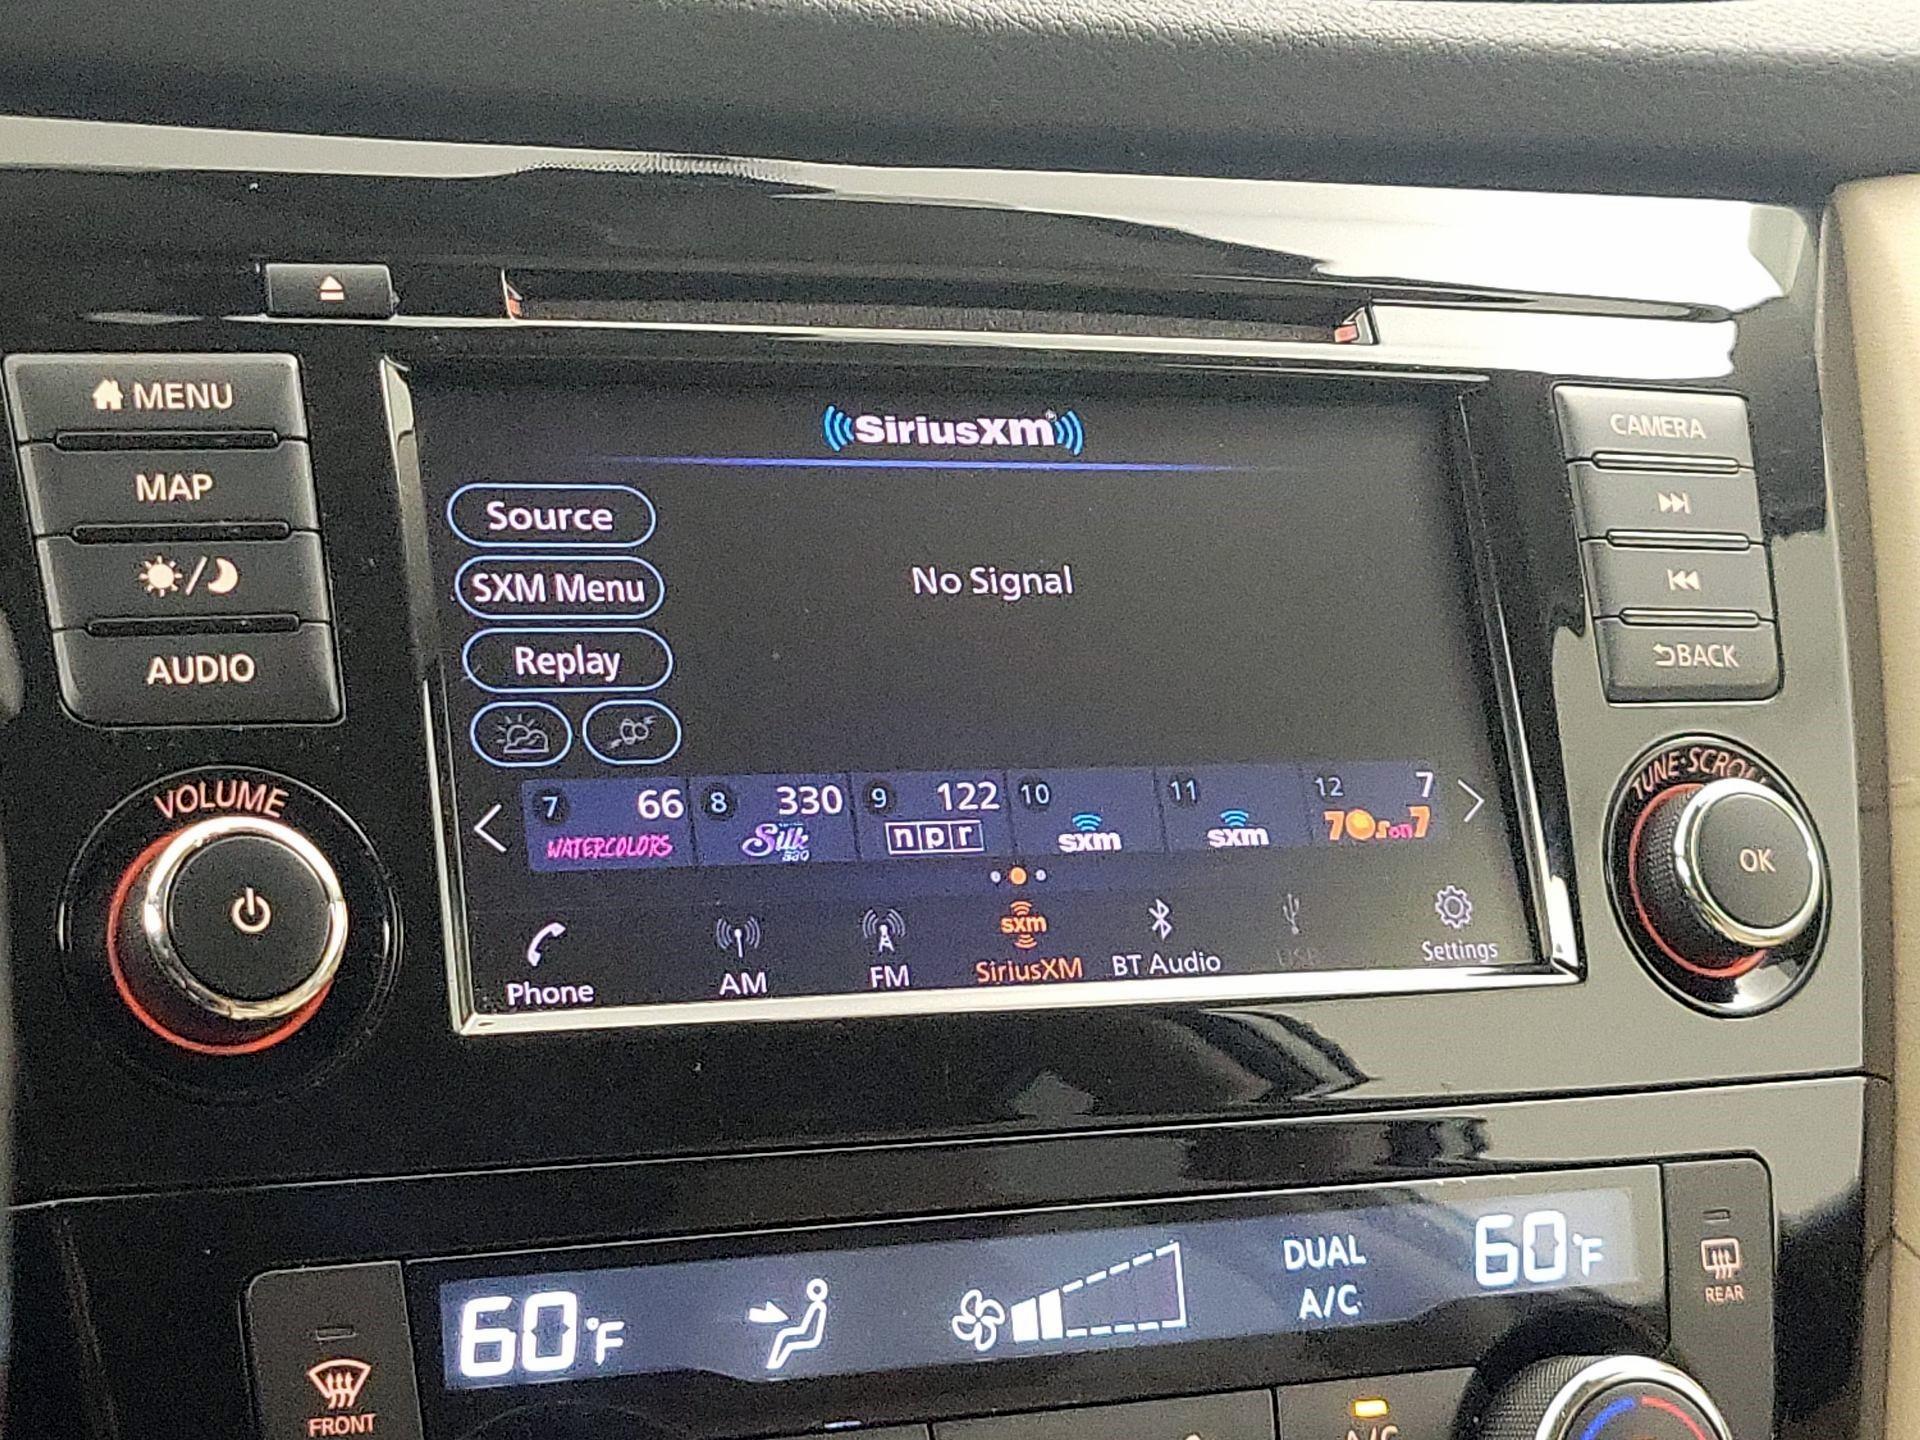 MENU
MAP
AUDIO
VOLUME
SiriusXM
Source
SXM Menu
Replay
No Signal
7 66 8 330 9 122 10 11 12 7
WATERCOLORS Silk 330 npr sxm sxm 70s on 7
sxm
Phone AM FM SiriusXM BT Audio USB Settings
CAMERA
BACK
TUNE·SCROLL
OK
60°F
DUAL
A/C
60°F
FRONT
REAR
A/C